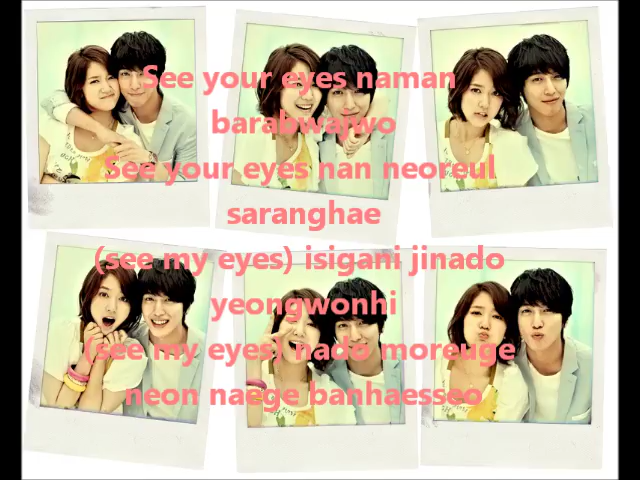 See your eyes naman
barabwajwo
See your eyes nan neoreul
saranghae
(see my eyes) isigani jinado
yeongwonhi
(see my eyes) nado moreuge
neon naege banhaesseo